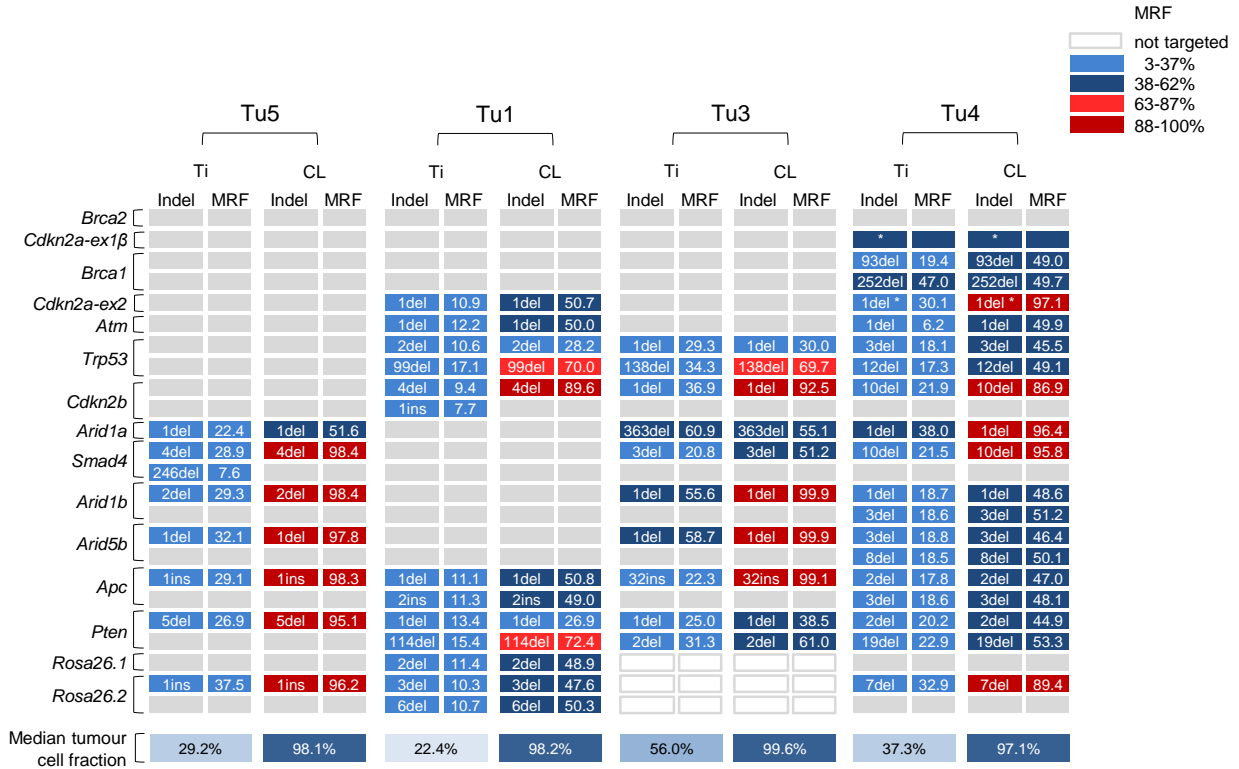 MRF
not targeted
3-37%
38-62%
63-87%
88-100%
Tu5 Tu1 Tu3 Tu4
Ti CL Ti CL Ti CL Ti CL
Indel MRF Indel MRF Indel MRF Indel MRF Indel MRF Indel MRF Indel MRF Indel MRF
Brca2
Cdkn2a-ex1β * *
Brca1 93del 19.4 93del 49.0
252del 47.0 252del 49.7
Cdkn2a-ex2 1del 10.9 1del 50.7 1del * 30.1 1del * 97.1
Atm 1del 12.2 1del 50.0 1del 6.2 1del 49.9
Trp53 2del 10.6 2del 28.2 1del 29.3 1del 30.0 3del 18.1 3del 45.5
99del 17.1 99del 70.0 138del 34.3 138del 69.7 12del 17.3 12del 49.1
Cdkn2b 4del 9.4 4del 89.6 1del 36.9 1del 92.5 10del 21.9 10del 86.9
1ins 7.7
Arid1a 1del 22.4 1del 51.6 363del 60.9 363del 55.1 1del 38.0 1del 96.4
Smad4 4del 28.9 4del 98.4 3del 20.8 3del 51.2 10del 21.5 10del 95.8
246del 7.6
Arid1b 2del 29.3 2del 98.4 1del 55.6 1del 99.9 1del 18.7 1del 48.6
3del 18.6 3del 51.2
Arid5b 1del 32.1 1del 97.8 1del 58.7 1del 99.9 3del 18.8 3del 46.4
8del 18.5 8del 50.1
Apc 1ins 29.1 1ins 98.3 1del 11.1 1del 50.8 32ins 22.3 32ins 99.1 2del 17.8 2del 47.0
2ins 11.3 2ins 49.0 3del 18.6 3del 48.1
Pten 5del 26.9 5del 95.1 1del 13.4 1del 26.9 1del 25.0 1del 38.5 2del 20.2 2del 44.9
114del 15.4 114del 72.4 2del 31.3 2del 61.0 19del 22.9 19del 53.3
Rosa26.1 2del 11.4 2del 48.9
Rosa26.2 1ins 37.5 1ins 96.2 3del 10.3 3del 47.6 7del 32.9 7del 89.4
6del 10.7 6del 50.3
Median tumour
cell fraction 29.2% 98.1% 22.4% 98.2% 56.0% 99.6% 37.3% 97.1%